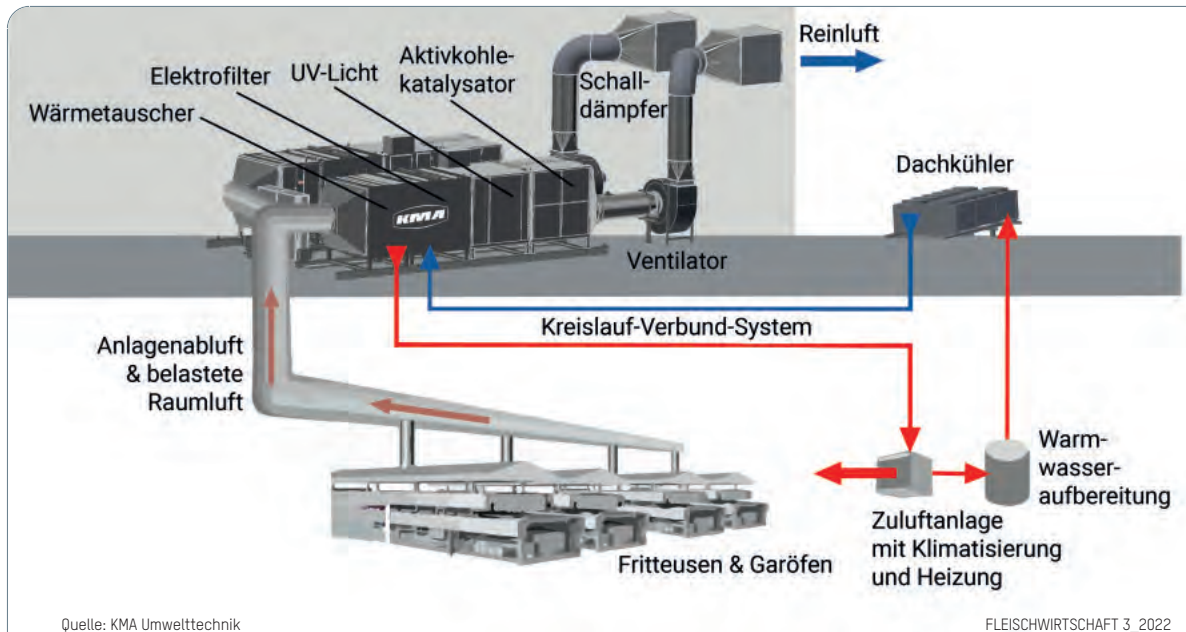 Reinluft
Aktivkohle-
katalysator
UV-Licht
Elektrofilter
Wärmetauscher
Schall-
dämpfer
Dachkühler
KMA
Ventilator
Kreislauf-Verbund-System
Anlagenabluft
& belastete
Raumluft
Warm-
wasser-
aufbereitung
Zuluftanlage
mit Klimatisierung
und Heizung
Fritteusen & Garöfen
Quelle: KMA Umwelttechnik
FLEISCHWIRTSCHAFT 3_2022